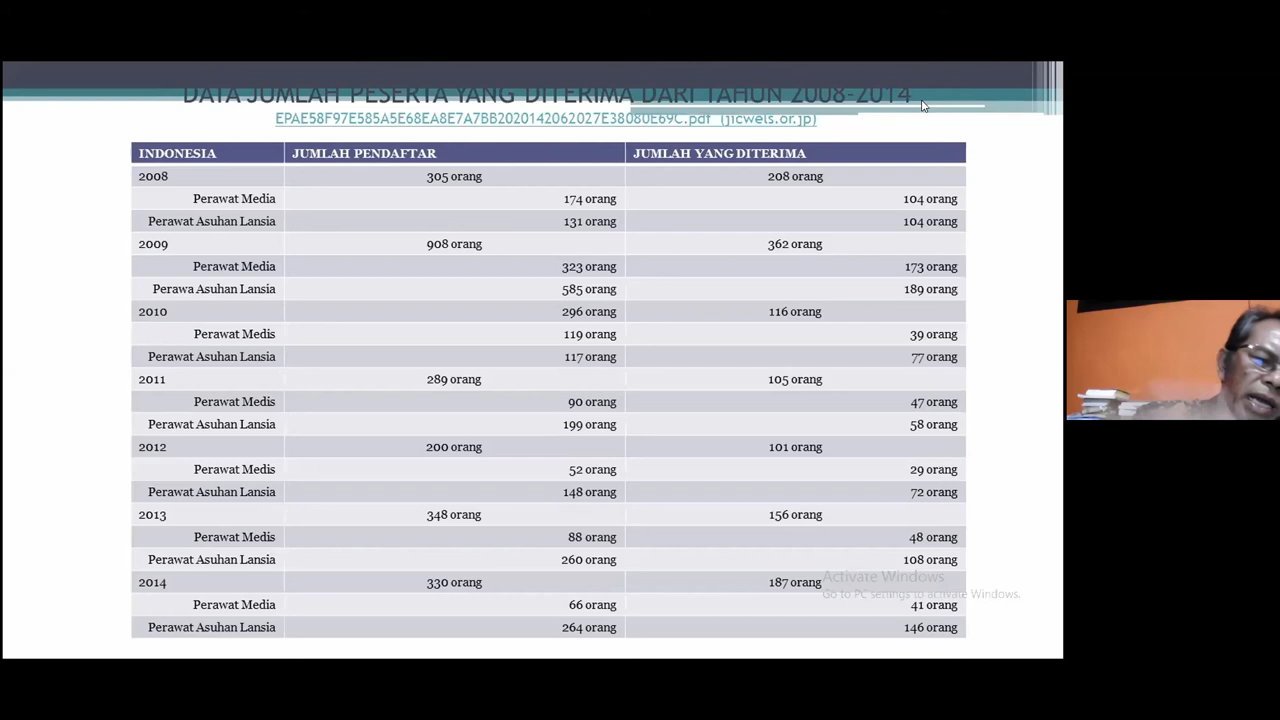 DATA JUMLAH PESERTA YANG DITERIMA DARI TAHUN 2008-2014
EPAE58F97E585A5E68EA8E7A7BB2020142062027E38080E69C.pdf (jicwels.or.jp)
INDONESIA JUMLAH PENDAFTAR JUMLAH YANG DITERIMA
2008 305 orang 208 orang
Perawat Media 174 orang 104 orang
Perawat Asuhan Lansia 131 orang 104 orang
2009 908 orang 362 orang
Perawat Media 323 orang 173 orang
Perawa Asuhan Lansia 585 orang 189 orang
2010 296 orang 116 orang
Perawat Medis 119 orang 39 orang
Perawat Asuhan Lansia 117 orang 77 orang
2011 289 orang 105 orang
Perawat Medis 90 orang 47 orang
Perawat Asuhan Lansia 199 orang 58 orang
2012 200 orang 101 orang
Perawat Medis 52 orang 29 orang
Perawat Asuhan Lansia 148 orang 72 orang
2013 348 orang 156 orang
Perawat Medis 88 orang 48 orang
Perawat Asuhan Lansia 260 orang 108 orang
2014 330 orang 187 orang
Perawat Media 66 orang 41 orang
Perawat Asuhan Lansia 264 orang 146 orang
Activate Windows
Go to PC settings to activate Windows.